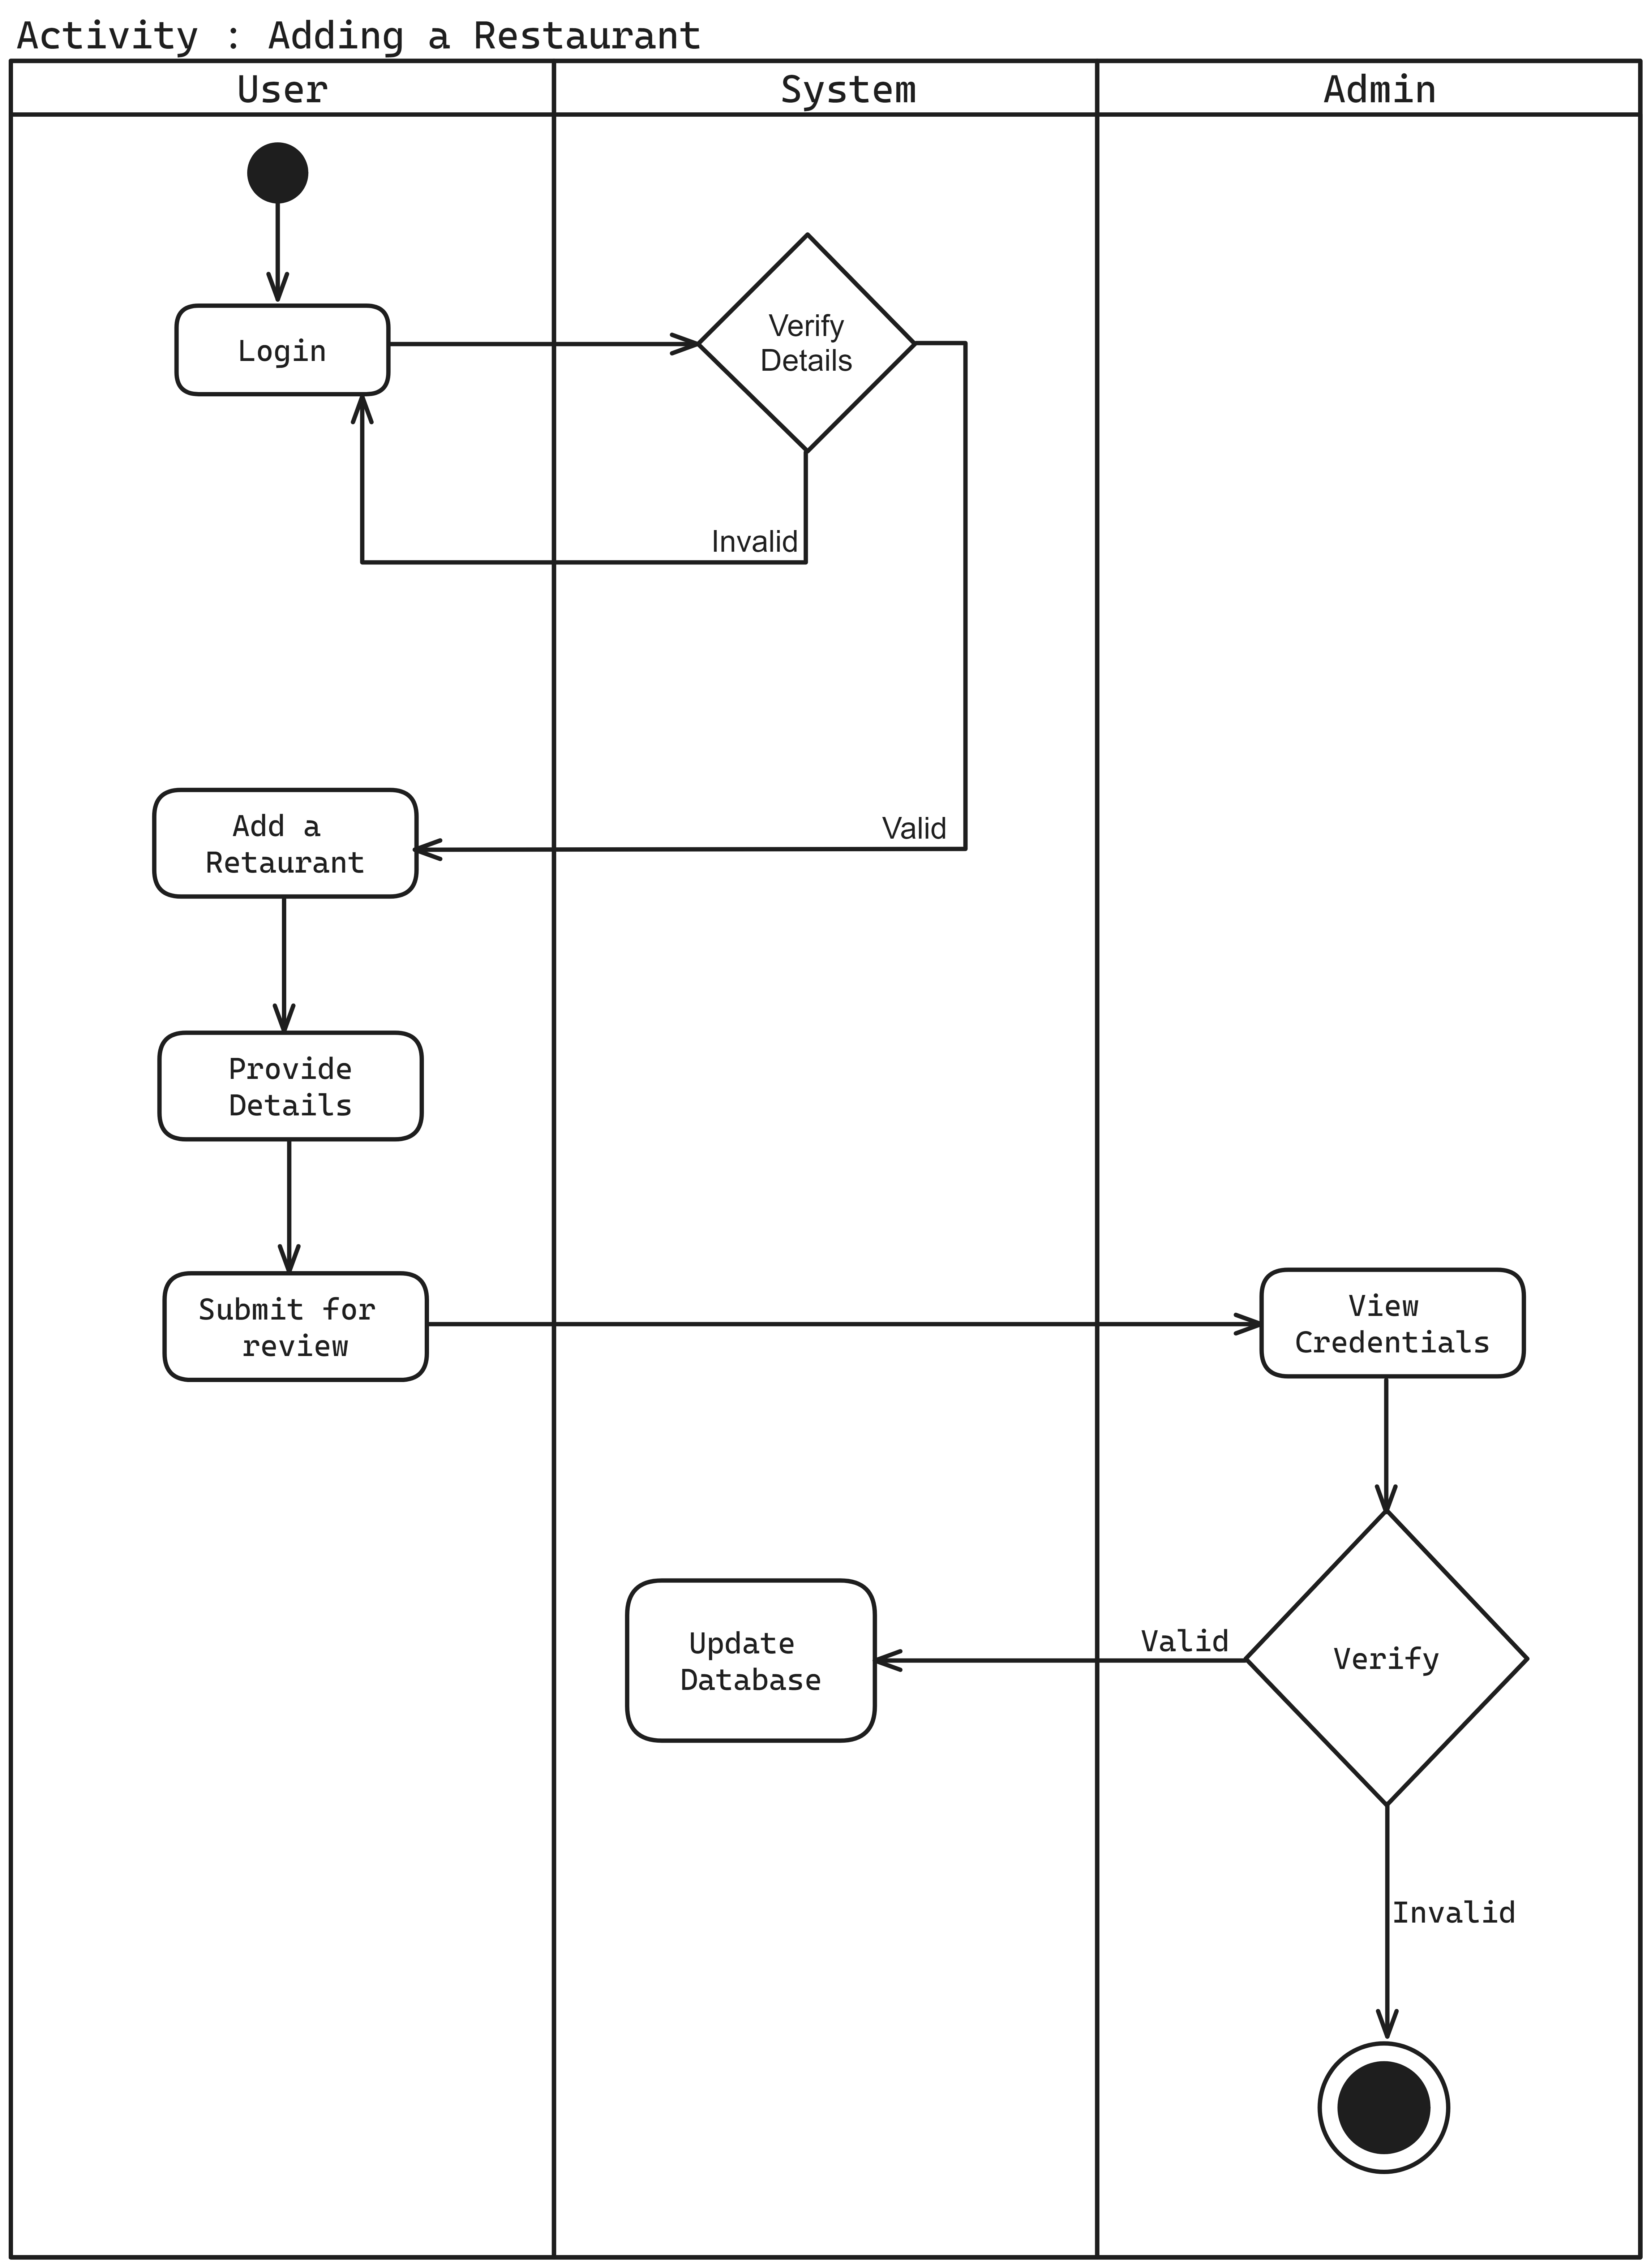 Activity : Adding a Restaurant
User
System
Admin
Login
Verify
Details
Invalid
Valid
Add a
Retaurant
Provide
Details
Submit for
review
View
Credentials
Update
Database
Valid
Verify
Invalid